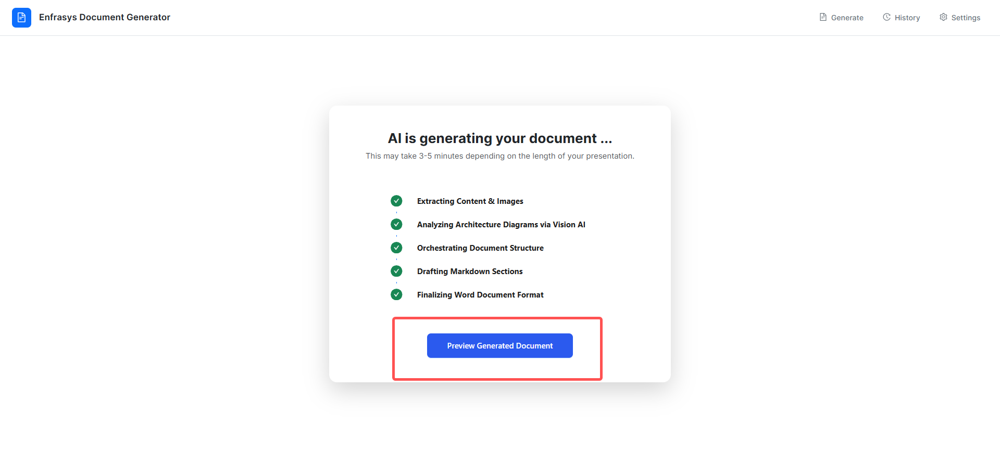 Enfrasys Document Generator
Generate
History
Settings
AI is generating your document ...
This may take 3-5 minutes depending on the length of your presentation.
Extracting Content & Images
Analyzing Architecture Diagrams via Vision AI
Orchestrating Document Structure
Drafting Markdown Sections
Finalizing Word Document Format
Preview Generated Document